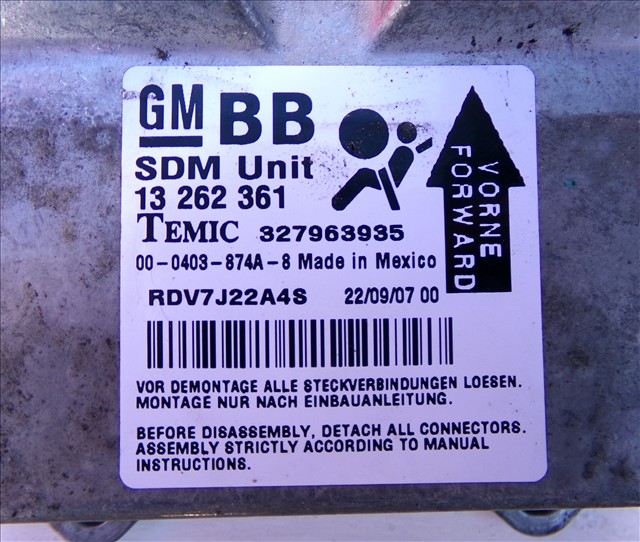 GM BB
SDM Unit
13 262 361
TEMIC 327963935
00-0403-874A-8 Made in Mexico
RDV7J22A4S 22/09/07 00
VORNE
FORWARD
VOR DEMONTAGE ALLE STECKVERBINDUNGEN LOESEN.
MONTAGE NUR NACH EINBAUANLEITUNG.
BEFORE DISASSEMBLY, DETACH ALL CONNECTORS.
ASSEMBLY STRICTLY ACCORDING TO MANUAL
INSTRUCTIONS.